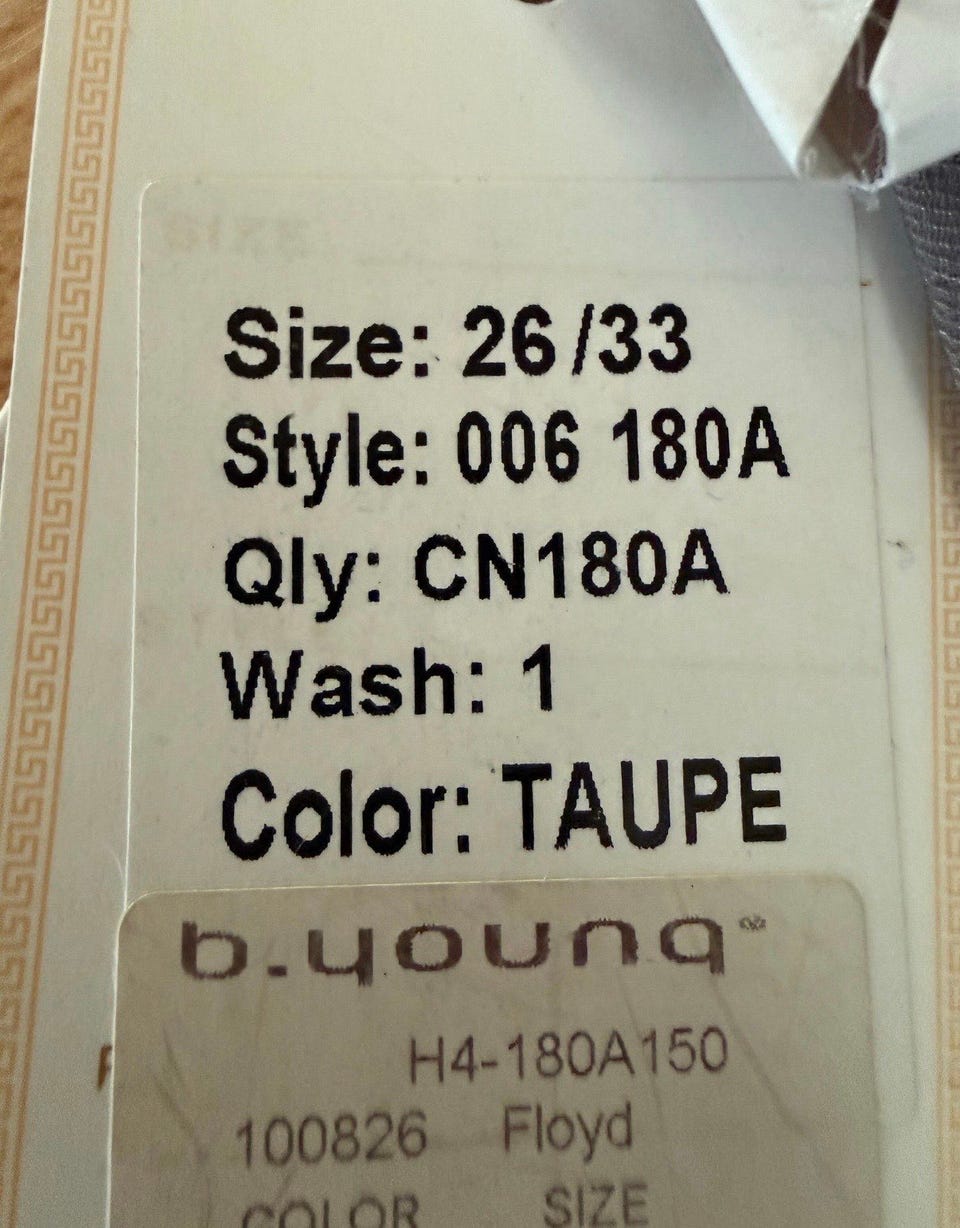 Size: 26/33
Style: 006 180A
Qly: CN180A
Wash: 1
Color: TAUPE
b.young
H4-180A150
100826 Floyd
COLOR SIZE